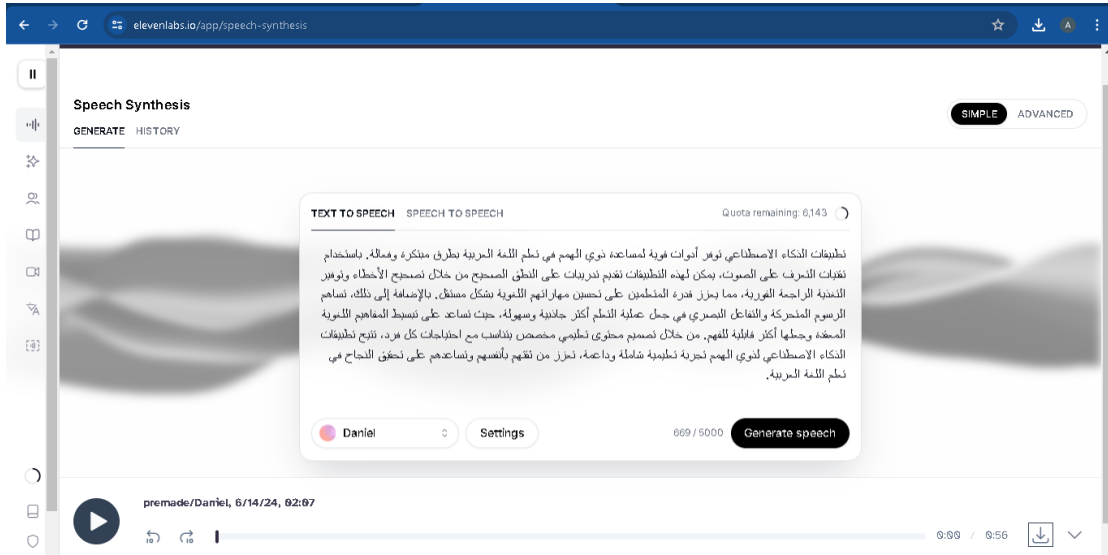 elevenlabs.io/app/speech-synthesis
A
Speech Synthesis
SIMPLE ADVANCED
GENERATE HISTORY
TEXT TO SPEECH SPEECH TO SPEECH Quota remaining: 6,143
تطبيقات الذكاء الاصطناعي توفر أدوات قوية لمساعدة ذوي الهمم في تعلم اللغة العربية بطرق مبتكرة وفعالة. باستخدام
تقنيات التعرف على الصوت، يمكن لهذه التطبيقات تقديم تدريبات على النطق الصحيح من خلال تصحيح الأخطاء وتوفير
التغذية الراجعة الفورية، مما يعزز قدرة المتعلمين على تحسين مهاراتهم اللغوية بشكل مستقل. بالإضافة إلى ذلك، تساهم
الرسوم المتحركة والتفاعل البصري في جعل عملية التعلم أكثر جاذبية وسهولة، حيث تساعد على تبسيط المفاهيم اللغوية
المعقدة وجعلها أكثر قابلية للفهم. من خلال تصميم محتوى تعليمي مخصص يتناسب مع احتياجات كل فرد، تتيح تطبيقات
الذكاء الاصطناعي لذوي الهمم تجربة تعليمية شاملة وداعمة، تعزز من ثقتهم بأنفسهم وتساعدهم على تحقيق النجاح في
تعلم اللغة العربية.
Daniel Settings 669 / 5000 Generate speech
premade/Daniel, 6/14/24, 02:07
10 10 0:00 / 0:56